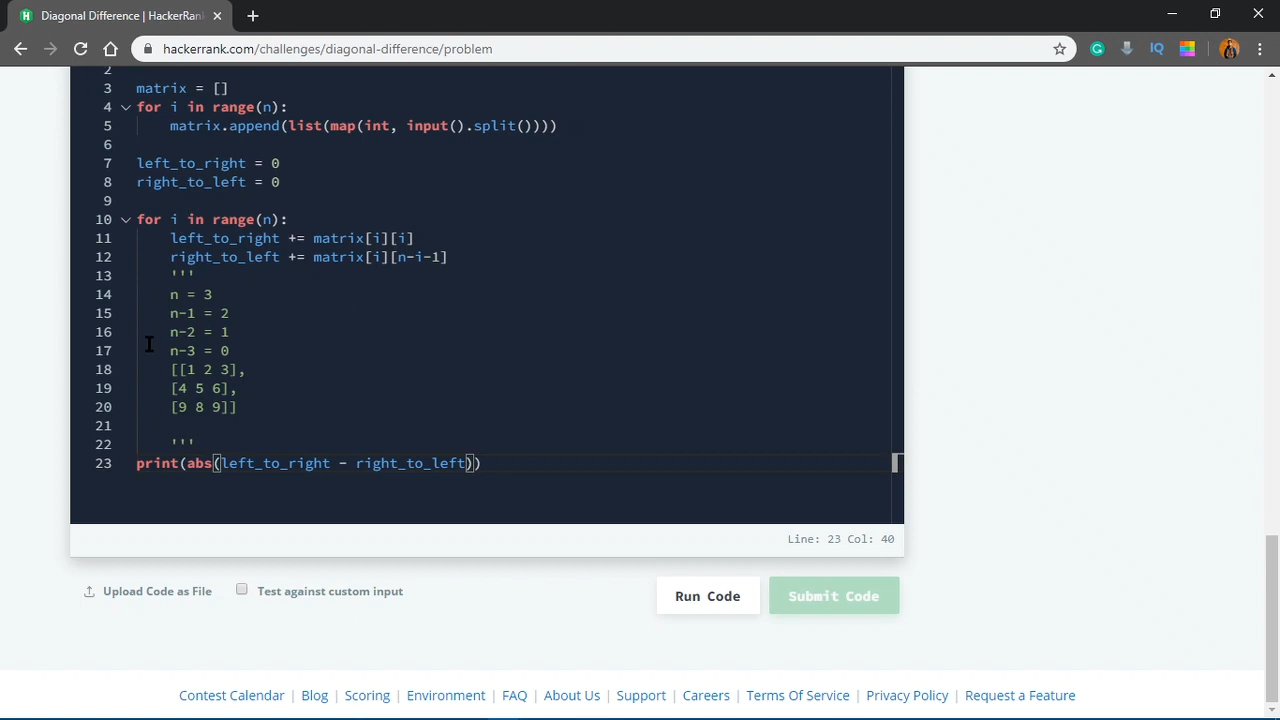 Diagonal Difference | HackerRank
hackerrank.com/challenges/diagonal-difference/problem
2
3 matrix = []
4 for i in range(n):
5 matrix.append(list(map(int, input().split())))
6
7 left_to_right = 0
8 right_to_left = 0
9
10 for i in range(n):
11 left_to_right += matrix[i][i]
12 right_to_left += matrix[i][n-i-1]
13 '''
14 n = 3
15 n-1 = 2
16 n-2 = 1
17 n-3 = 0
18 [[1 2 3],
19 [4 5 6],
20 [9 8 9]]
21
22 '''
23 print(abs(left_to_right - right_to_left))
Line: 23 Col: 40
Upload Code as File Test against custom input Run Code Submit Code
Contest Calendar | Blog | Scoring | Environment | FAQ | About Us | Support | Careers | Terms Of Service | Privacy Policy | Request a Feature